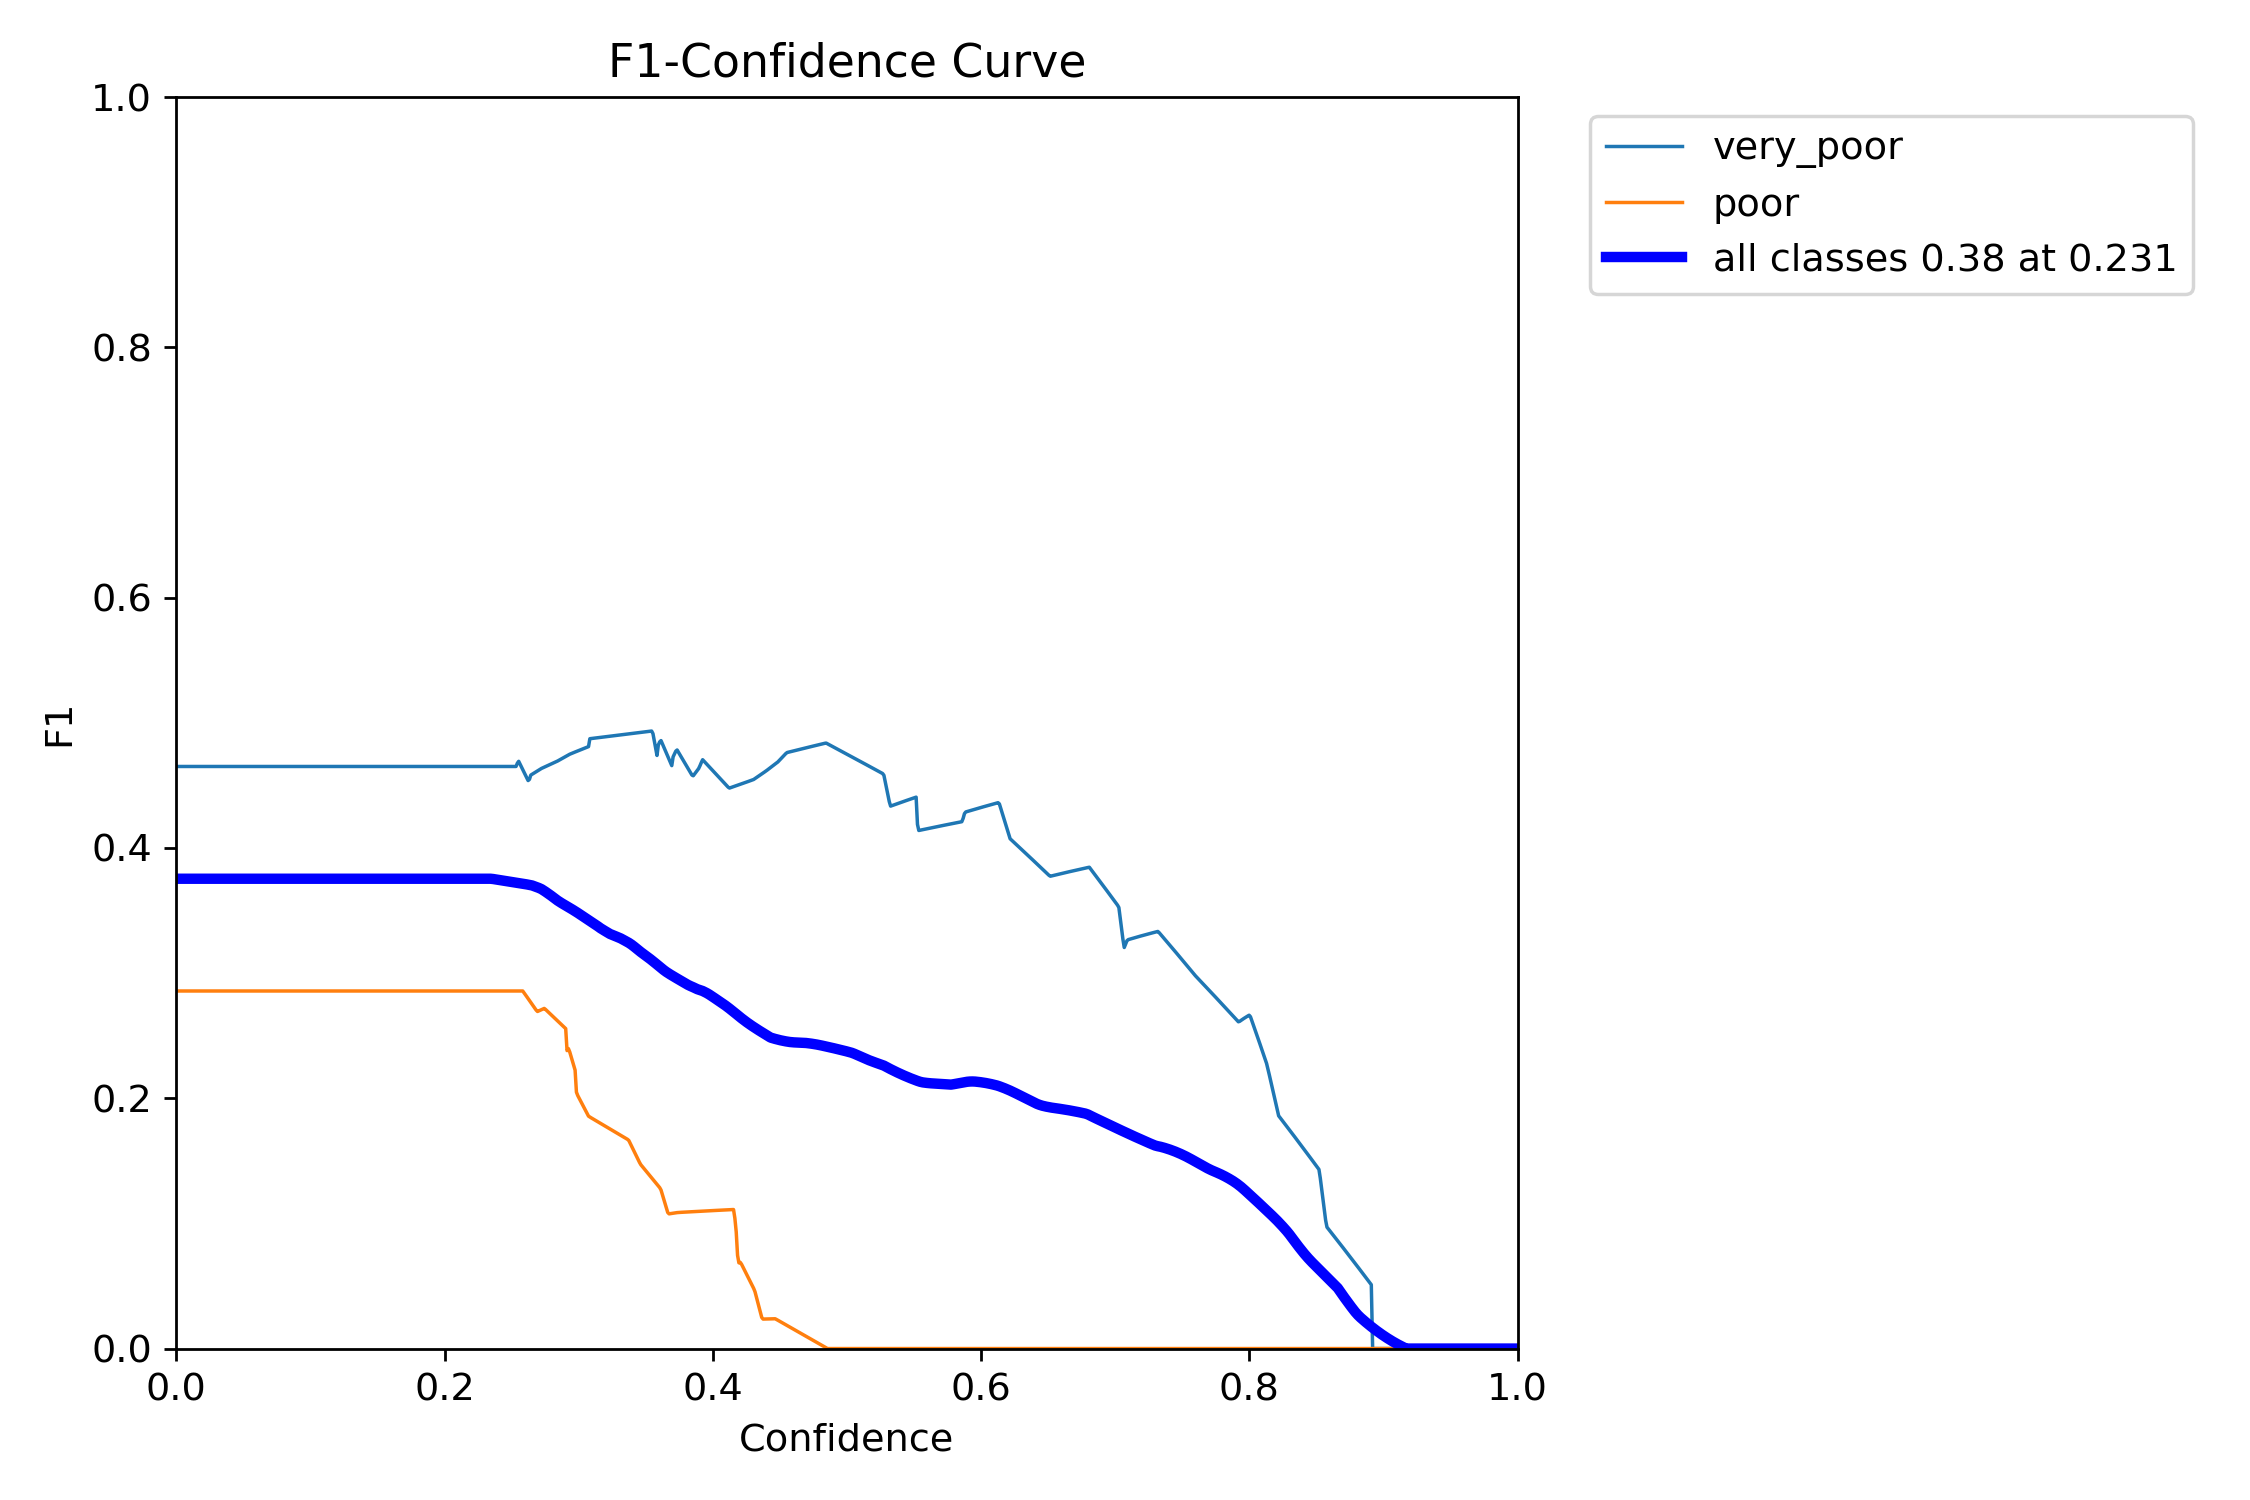 F1-Confidence Curve
1.0
0.8
0.6
0.4
0.2
0.0
F1
0.0 0.2 0.4 0.6 0.8 1.0
Confidence
very_poor
poor
all classes 0.38 at 0.231